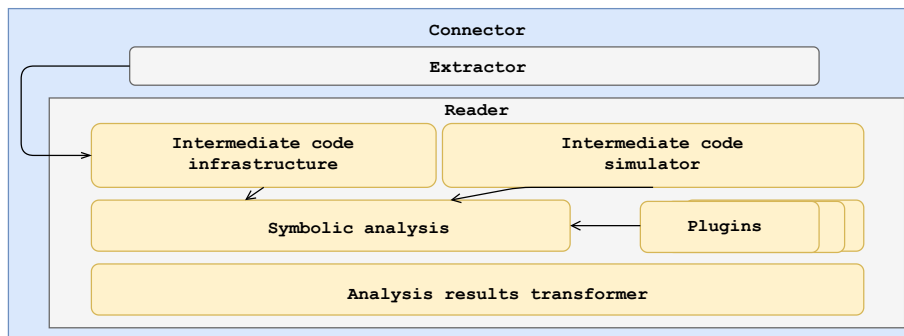 Connector
Extractor
Reader
Intermediate code
infrastructure
Intermediate code
simulator
Symbolic analysis
Plugins
Analysis results transformer